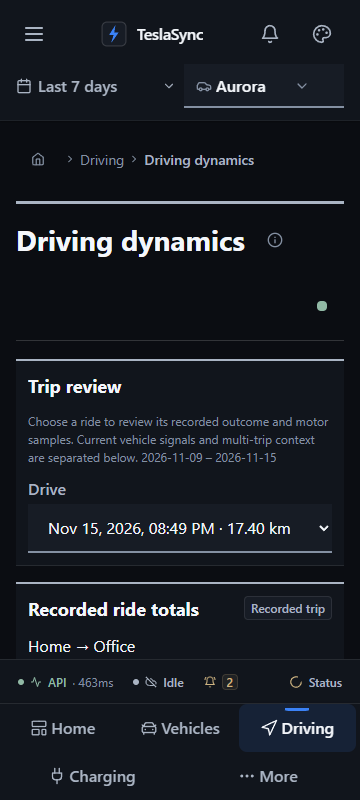 TeslaSync
Last 7 days
Aurora
Driving
Driving dynamics
Driving dynamics
Trip review
Choose a ride to review its recorded outcome and motor
samples. Current vehicle signals and multi-trip context
are separated below. 2026-11-09 – 2026-11-15
Drive
Nov 15, 2026, 08:49 PM · 17.40 km
Recorded ride totals
Recorded trip
Home → Office
API · 463ms
Idle
2
Status
Home
Vehicles
Driving
Charging
More